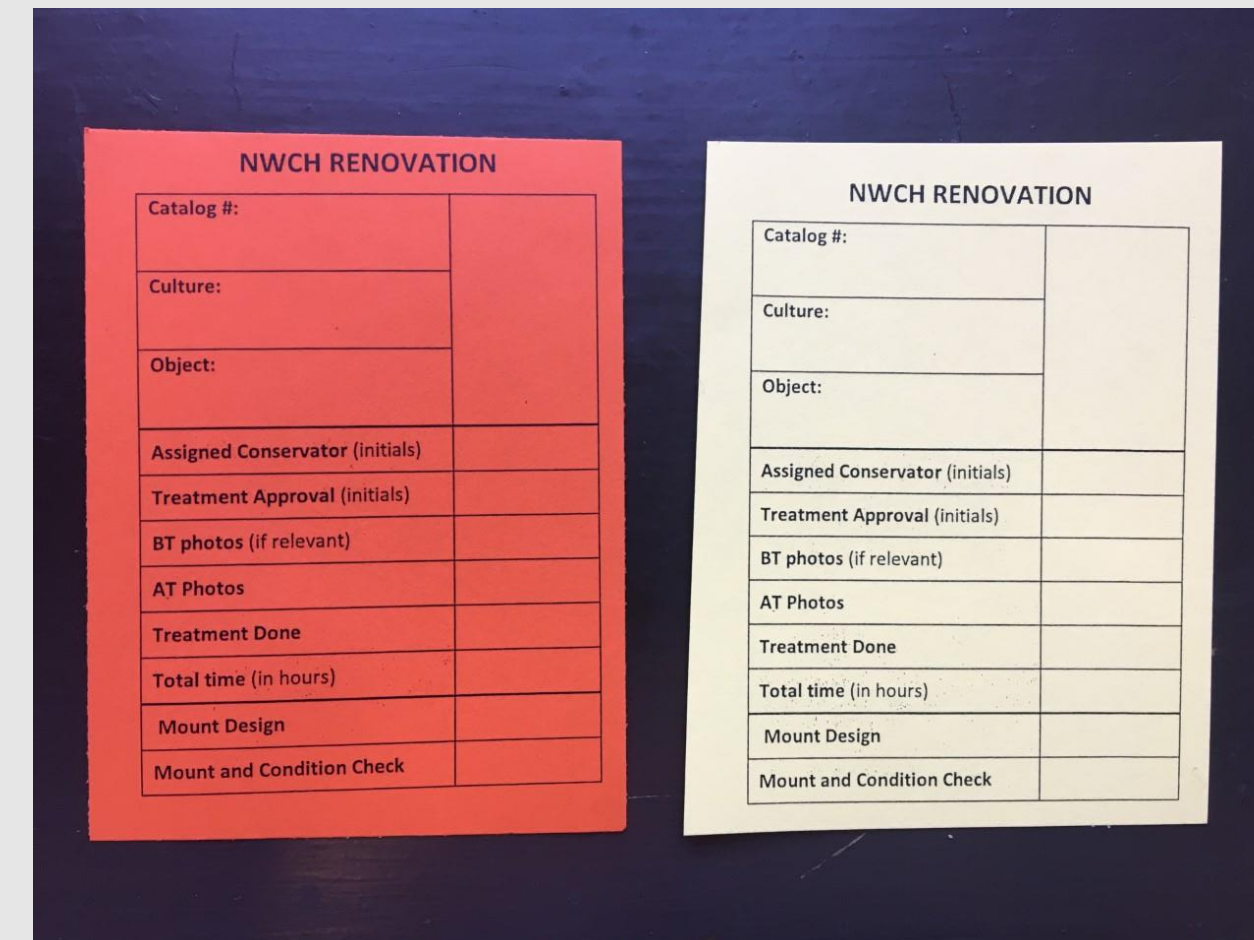 NWCH RENOVATION
Catalog #:
Culture:
Object:
Assigned Conservator (initials)
Treatment Approval (initials)
BT photos (if relevant)
AT Photos
Treatment Done
Total time (in hours)
Mount Design
Mount and Condition Check
NWCH RENOVATION
Catalog #:
Culture:
Object:
Assigned Conservator (initials)
Treatment Approval (initials)
BT photos (if relevant)
AT Photos
Treatment Done
Total time (in hours)
Mount Design
Mount and Condition Check